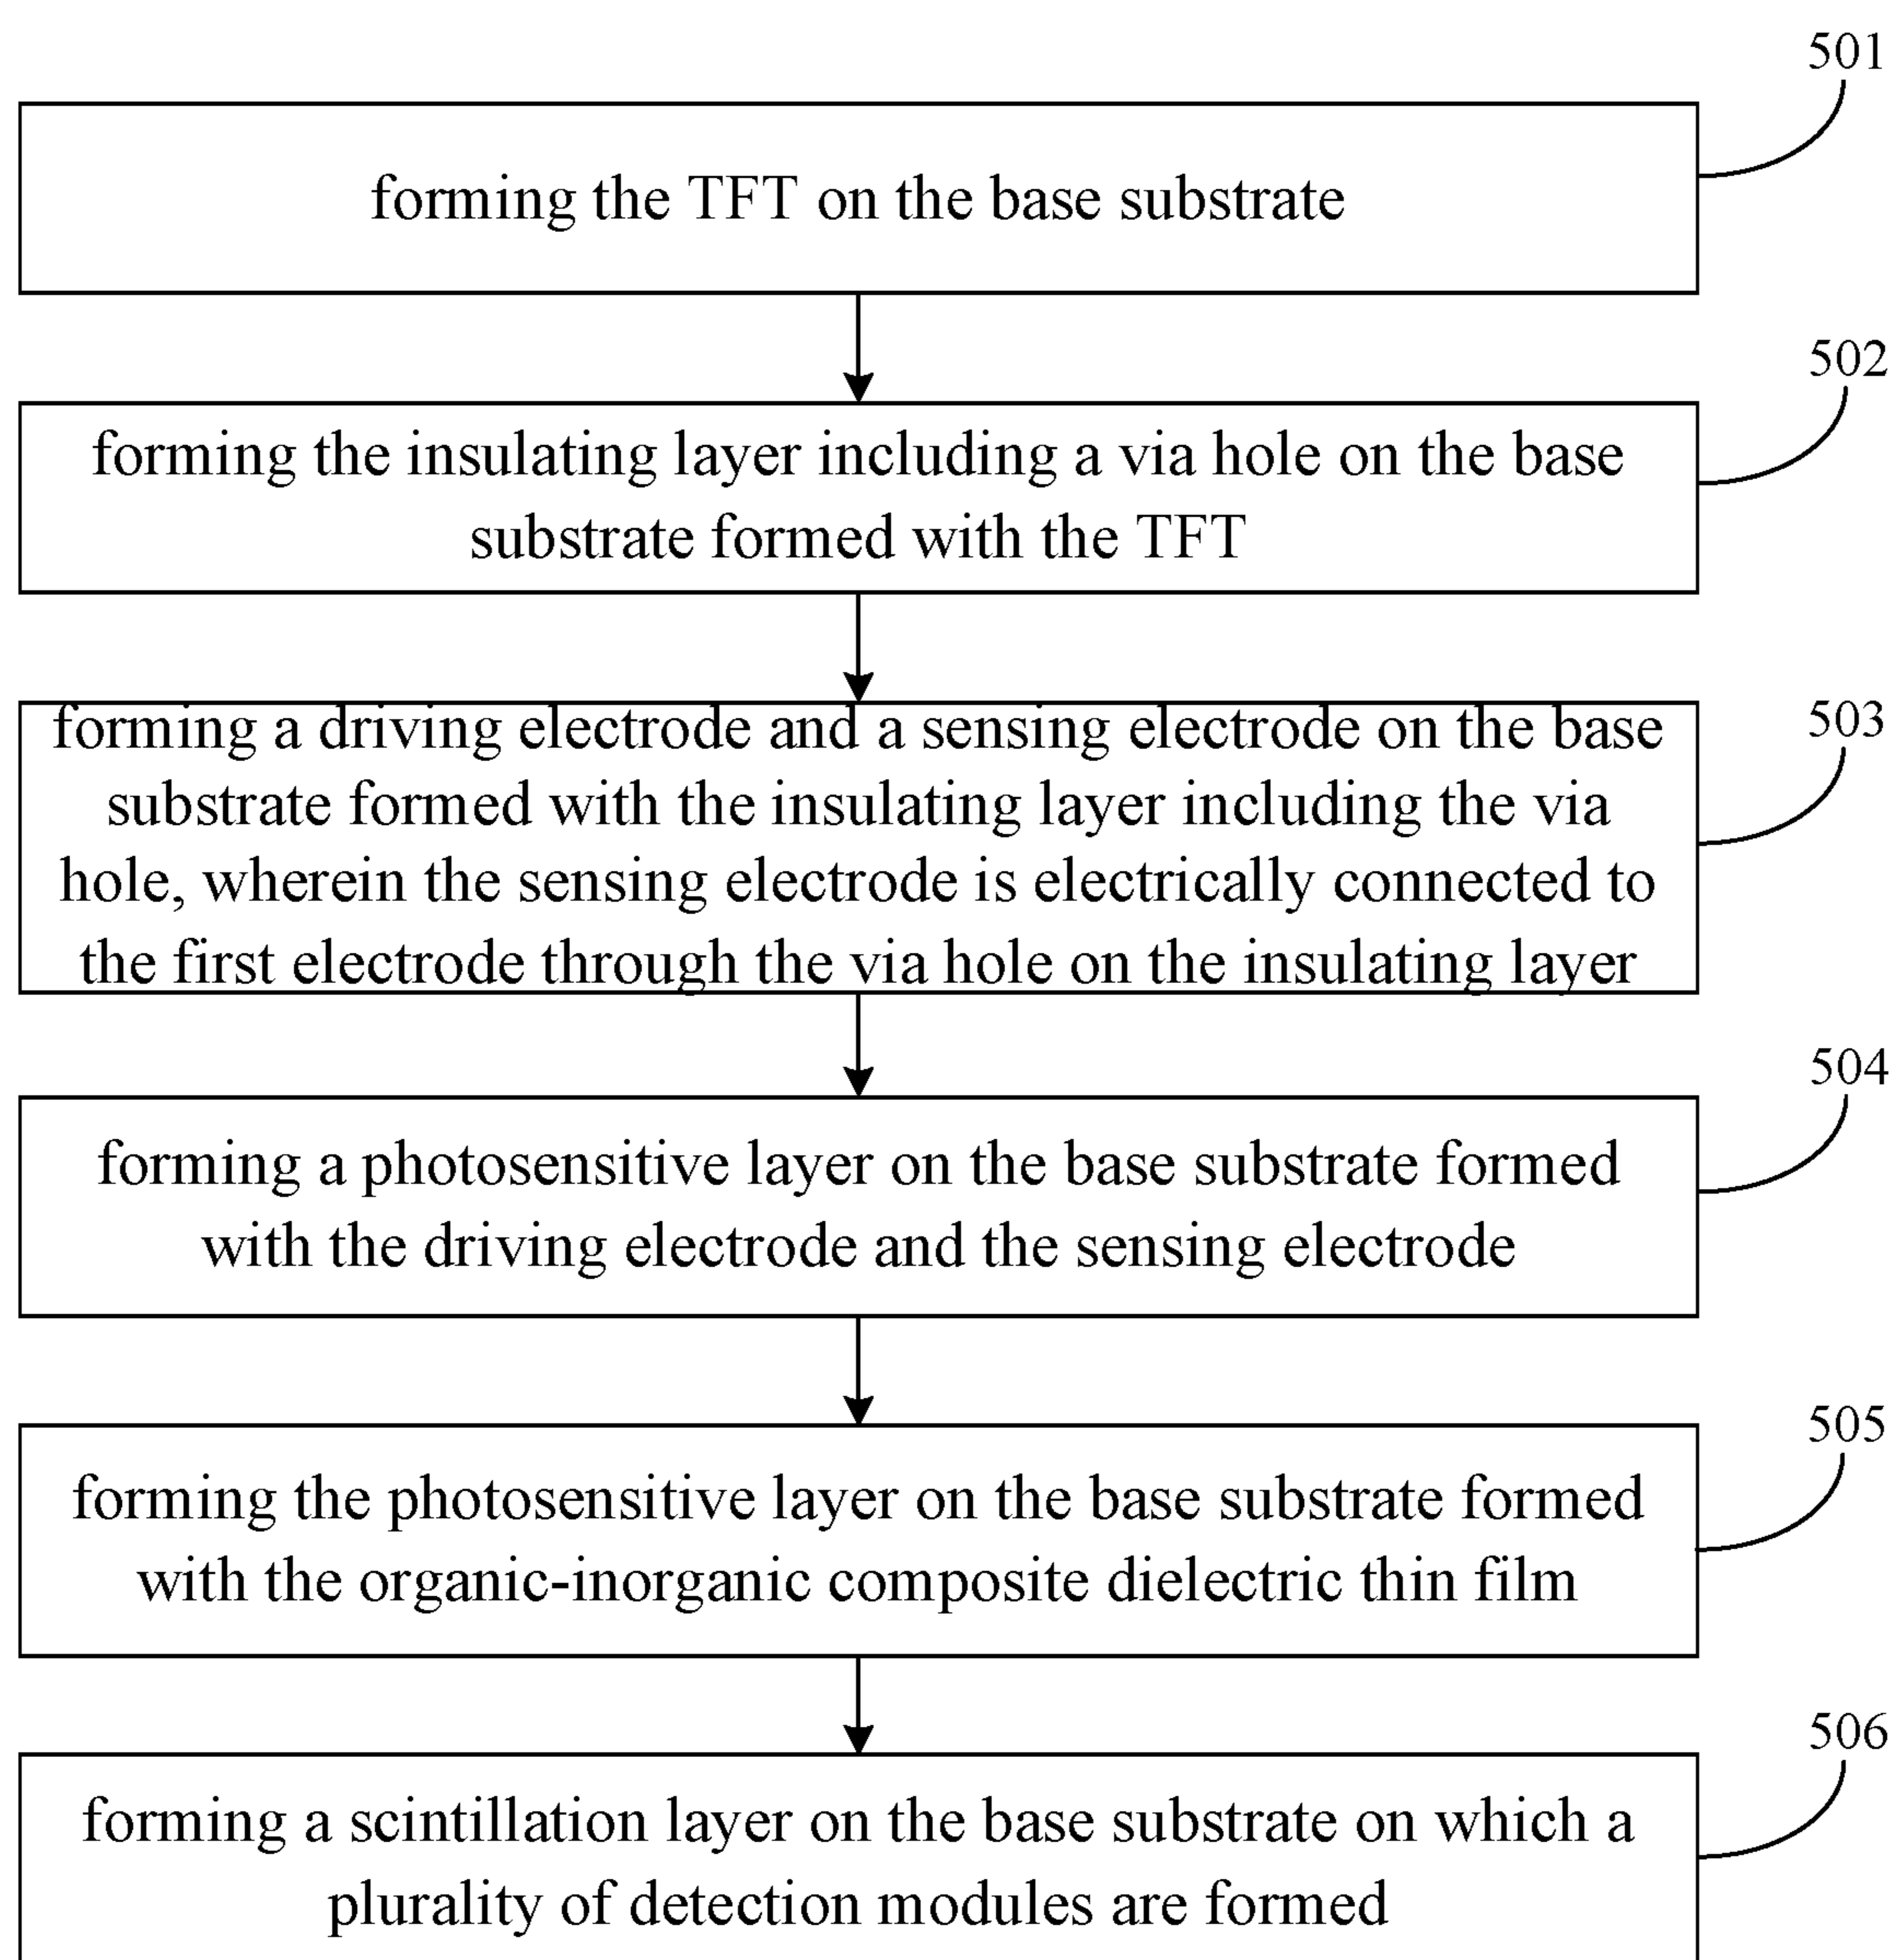 501
forming the TFT on the base substrate
502
forming the insulating layer including a via hole on the base
substrate formed with the TFT
503
forming a driving electrode and a sensing electrode on the base
substrate formed with the insulating layer including the via
hole, wherein the sensing electrode is electrically connected to
the first electrode through the via hole on the insulating layer
504
forming a photosensitive layer on the base substrate formed
with the driving electrode and the sensing electrode
505
forming the photosensitive layer on the base substrate formed
with the organic-inorganic composite dielectric thin film
506
forming a scintillation layer on the base substrate on which a
plurality of detection modules are formed